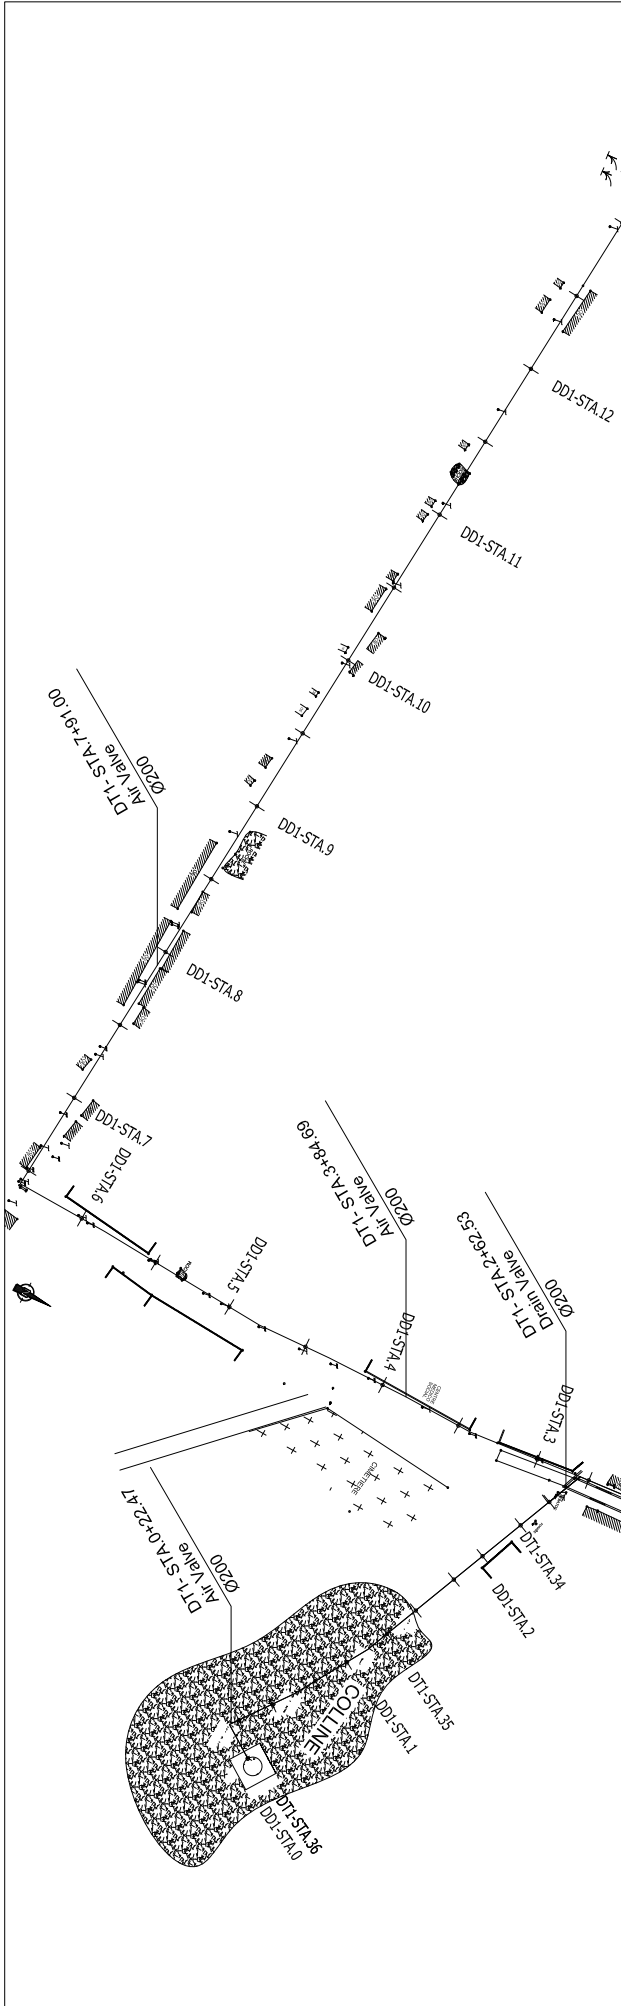 DD1-STA.12
DD1-STA.11
DD1-STA.10
DT1- STA.7+91.00
Air Valve
Ø200
DD1-STA.9
DD1-STA.8
DD1-STA.7
DD1-STA.6
DT1- STA.3+84.69
Air Valve
Ø200
DT1- STA.2+62.53
Drain Valve
Ø200
DD1-STA.5
DD1-STA.4
CENTRE
MEDICO
SOCIAL
DD1-STA.3
CIMETIERE
DT1- STA.0+22.47
Air Valve
Ø200
DT1-STA.34
DD1-STA.2
DT1-STA.35
DD1-STA.1
COLLINE
DT1-STA.36
DD1-STA.0